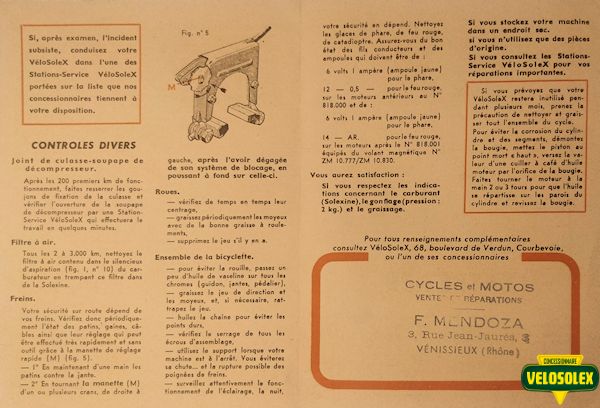 Si, après examen, l'incident
subsiste, conduisez votre
VéloSoleX dans l'une des
Stations-Service VéloSoleX
portées sur la liste que nos
concessionnaires tiennent à
votre disposition.
CONTROLES DIVERS
Joint de culasse-soupape de
décompresseur.
Après les 200 premiers km de fonc-
tionnement, faites resserrer les gou-
jons de fixation de la culasse et
vérifier l'ouverture de la soupape
de décompresseur par une Station-
Service VéloSoleX qui effectuera le
travail en quelques minutes.
Filtre à air.
Tous les 2 à 3.000 km, nettoyez le
filtre à air contenu dans le silencieux
d'aspiration (fig. I, n° 10) du car-
burateur en trempant ce filtre dans
de la Solexine.
Freins.
Votre sécurité sur route dépend de
vos freins. Vérifiez donc périodique-
ment l'état des patins, gaines, câ-
bles ainsi que leur réglage qui peut
être effectué très rapidement et sans
outil grâce à la manette de réglage
rapide (M) (fig. 5).
— 1° En maintenant d'une main les
patins contre la jante.
— 2° En tournant la manette (M)
d'un ou plusieurs crans, de droite à
Fig. n° 5
M
gauche, après l'avoir dégagée
de son système de blocage, en
poussant à fond sur celle-ci.
Roues.
— vérifiez de temps en temps leur
centrage,
— graissez périodiquement les moyeux
avec de la bonne graisse à roule-
ments,
— supprimez le jeu s'il y en a.
Ensemble de la bicyclette.
— pour éviter la rouille, passez un
peu d'huile de vaseline sur tous les
chromes (guidon, jantes, pédalier),
— graissez le jeu de direction et
les moyeux, et, si nécessaire, rat-
trapez le jeu.
— huilez la chaîne pour éviter les
points durs,
— vérifiez le serrage de tous les
écrous d'assemblage,
— utilisez le support lorsque votre
machine est à l'arrêt. Vous éviterez
sa chute... et la rupture possible des
poignées de freins.
— surveillez attentivement le fonc-
tionnement de l'éclairage, la nuit,
votre sécurité en dépend. Nettoyez
les glaces de phare, de feu rouge,
de catadioptre. Assurez-vous du bon
état des fils conducteurs et des
ampoules qui doivent être de :
6 volts 1 ampère (ampoule jaune)
pour le phare,
12 — 0,5 — pour le feu rouge,
sur les moteurs antérieurs au N°
818.000 et de :
6 volts 1 ampère (ampoule jaune)
pour le phare,
14 — AR. pour le feu rouge,
sur les moteurs après le N° 818.001
équipés du volant magnétique N°
ZM 10.777/ZM 10.830.
Vous aurez satisfaction :
Si vous respectez les indica-
tions concernant le carburant
(Solexine), le gonflage (pression :
2 kg.) et le graissage.
Si vous stockez votre machine
dans un endroit sec.
si vous n'utilisez que des pièces
d'origine.
Si vous consultez les Stations-
Service VéloSoleX pour vos
réparations importantes.
Si vous prévoyez que votre
VéloSoleX restera inutilisé pen-
dant plusieurs mois, prenez la
précaution de nettoyer et grais-
ser tout l'ensemble du cycle.
Pour éviter la corrosion du cylin-
dre et des segments, démontez
la bougie, mettez le piston au
point mort « haut », versez la va-
leur d'une cuiller à café d'huile
moteur par l'orifice de la bougie.
Faites tourner le moteur à la
main 2 ou 3 tours pour que l'huile
se répartisse sur les parois du
cylindre et revissez la bougie.
Pour tous renseignements complémentaires
consultez VéloSoleX, 68, boulevard de Verdun, Courbevoie,
ou l'un de ses concessionnaires
CYCLES et MOTOS
VENTE ET RÉPARATIONS
F. MENDOZA
3, Rue Jean-Jaurès, 3
VÉNISSIEUX (Rhône)
CONCESSIONNAIRE
VELOSOLEX